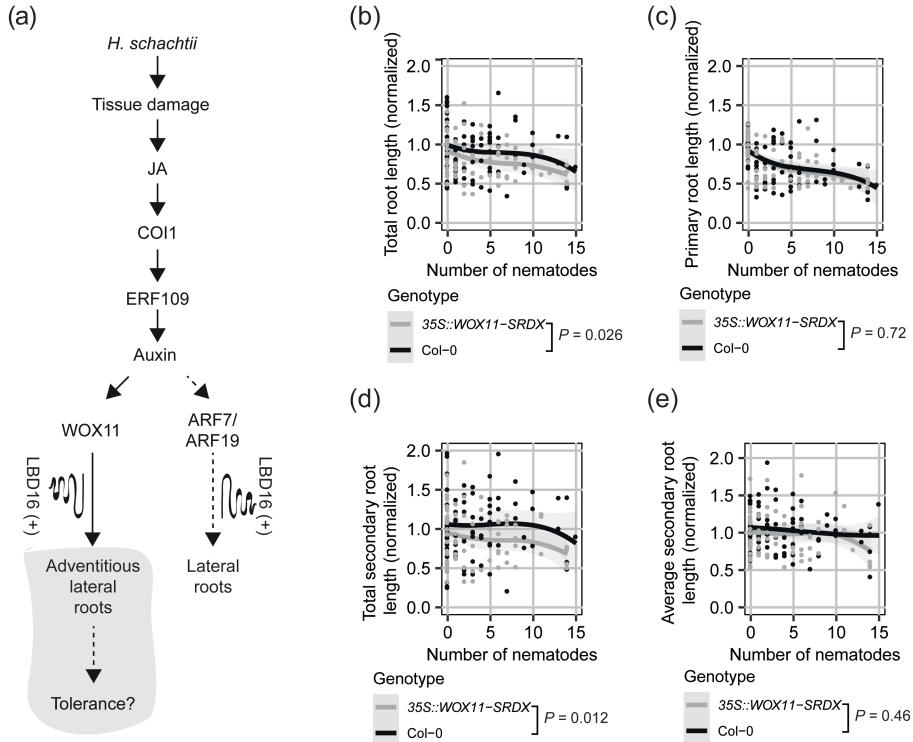 (a)
H. schachtii
Tissue damage
JA
COI1
ERF109
Auxin
WOX11
ARF7/
ARF19
LBD16 (+)
LBD16 (+)
Adventitious
lateral
roots
Lateral
roots
Tolerance?
(b)
Total root length (normalized)
2.0
1.5
1.0
0.5
0.0
0 5 10 15
Number of nematodes
Genotype
35S::WOX11−SRDX
Col−0
P = 0.026
(c)
Primary root length (normalized)
2.0
1.5
1.0
0.5
0.0
0 5 10 15
Number of nematodes
Genotype
35S::WOX11−SRDX
Col−0
P = 0.72
(d)
Total secondary root
length (normalized)
2.0
1.5
1.0
0.5
0.0
0 5 10 15
Number of nematodes
Genotype
35S::WOX11−SRDX
Col−0
P = 0.012
(e)
Average secondary root
length (normalized)
2.0
1.5
1.0
0.5
0.0
0 5 10 15
Number of nematodes
Genotype
35S::WOX11−SRDX
Col−0
P = 0.46